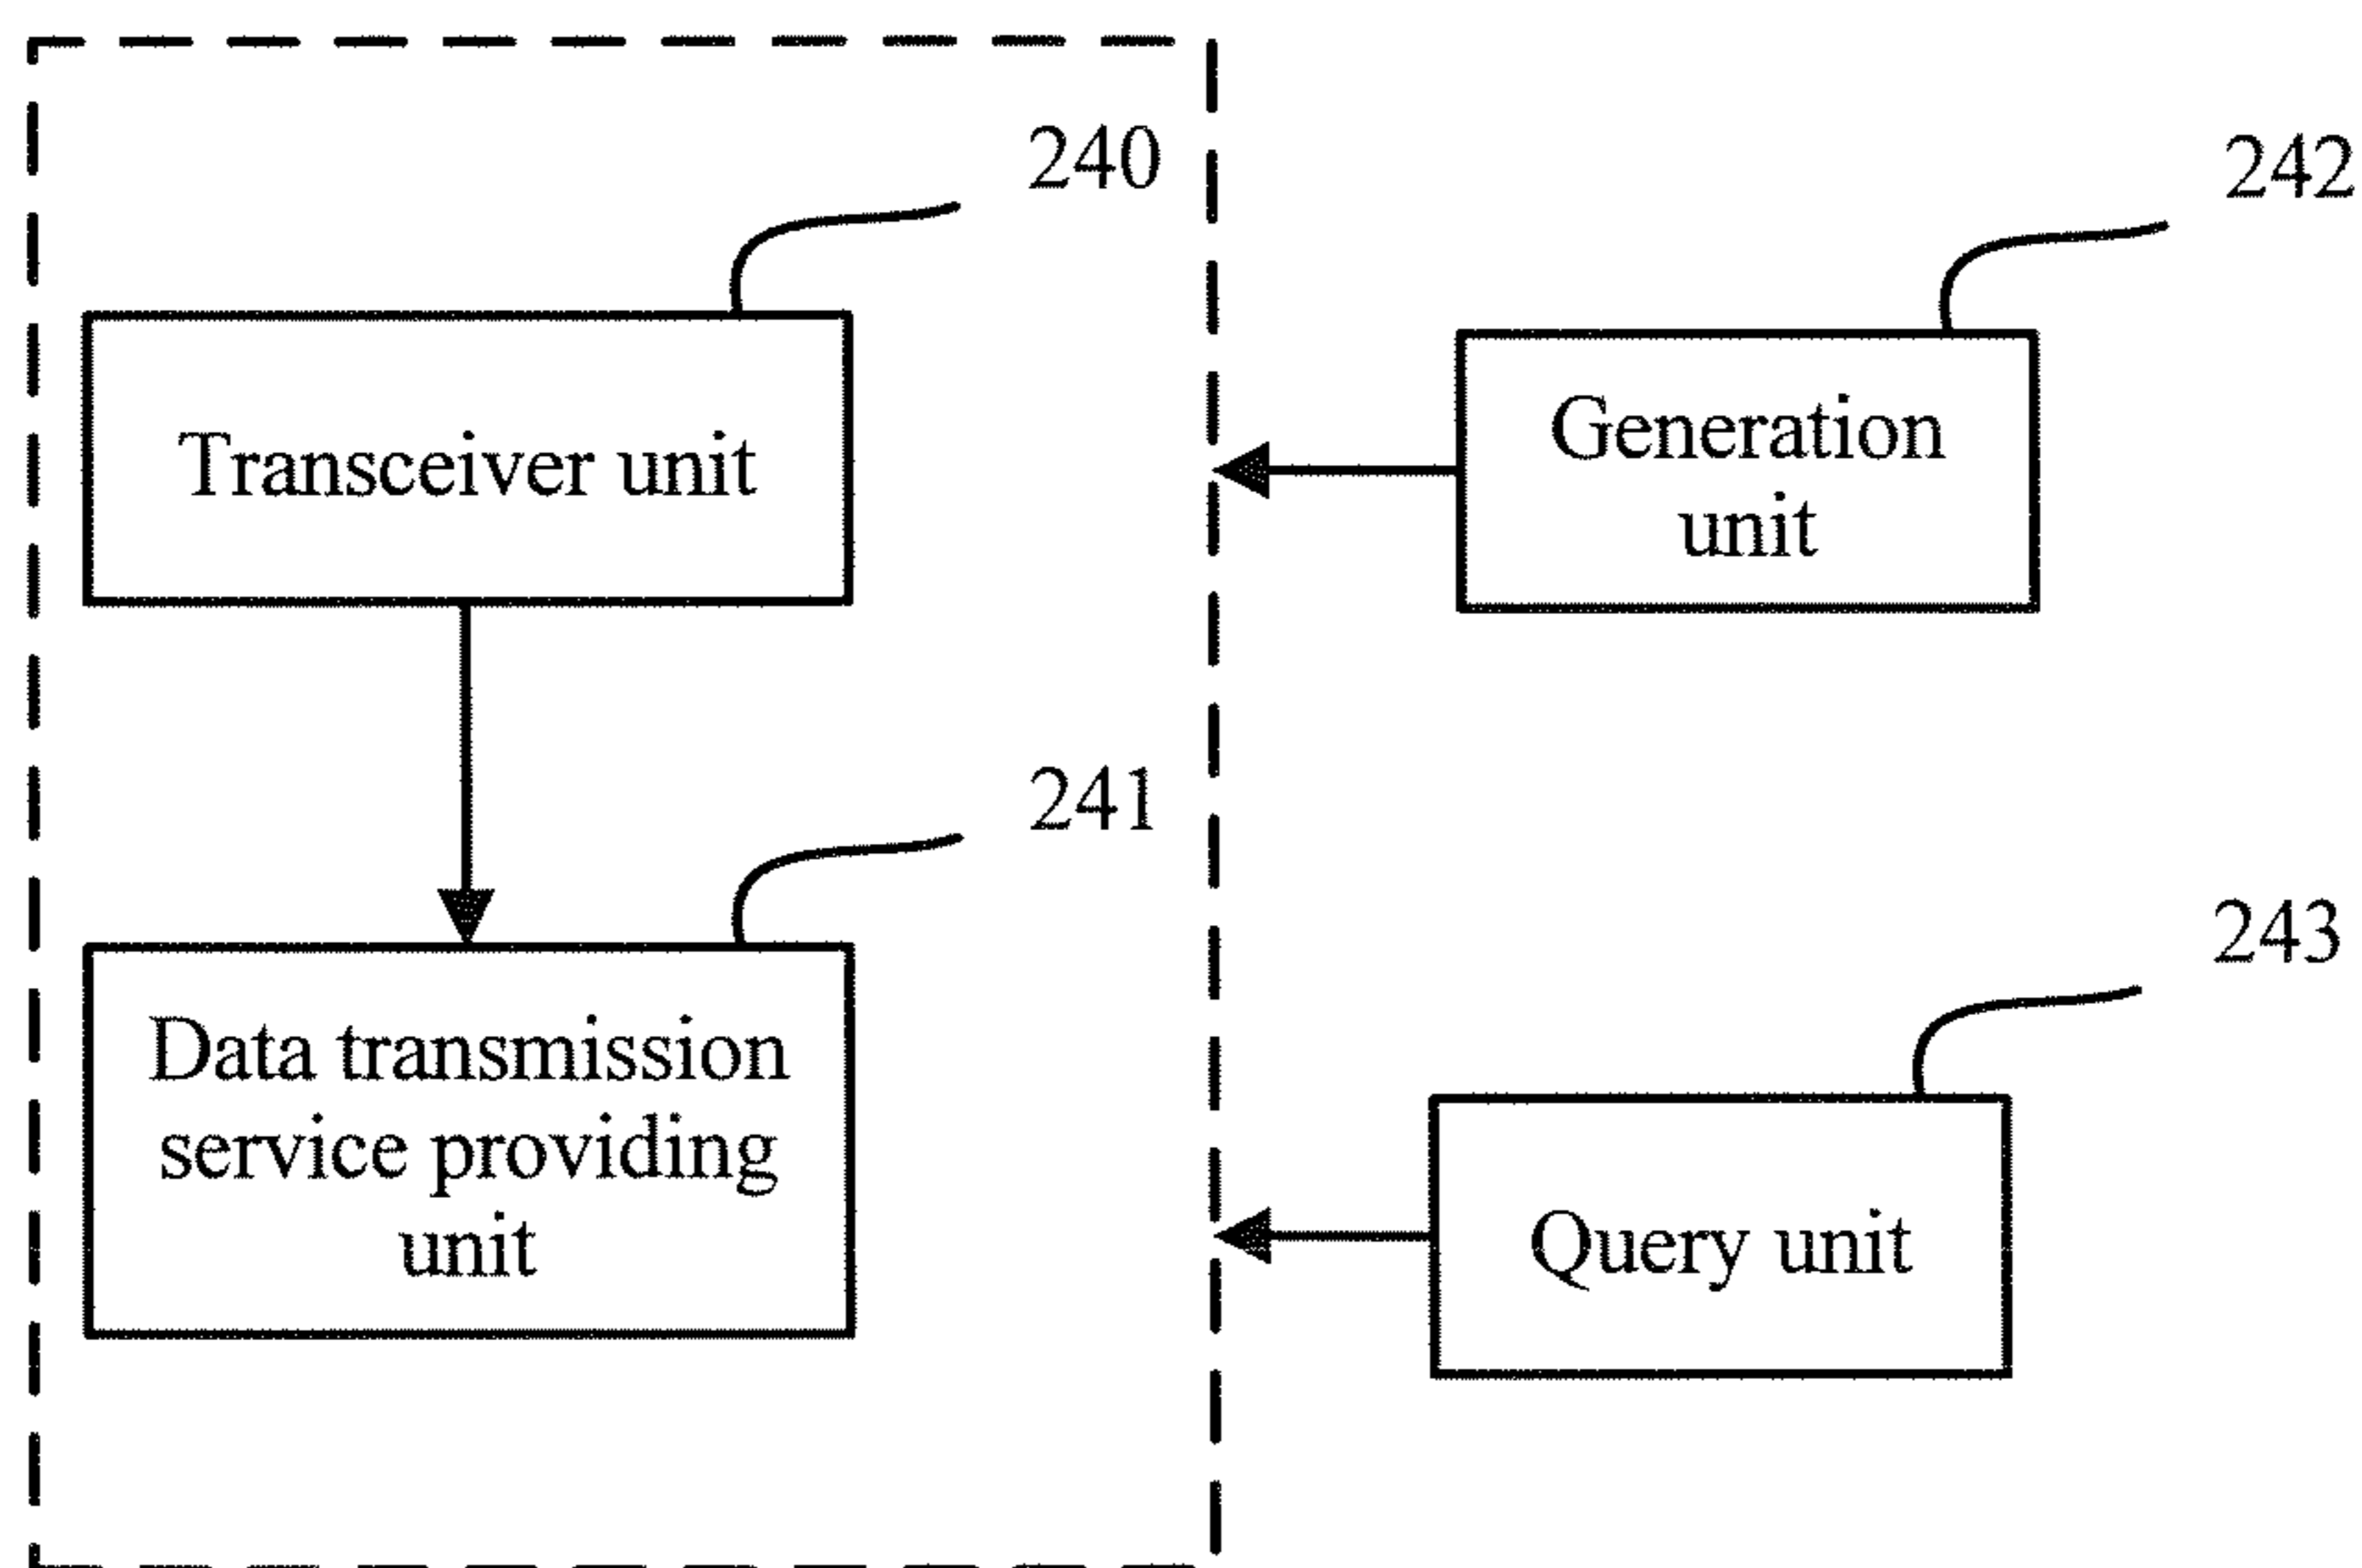 240
Transceiver unit
241
Data transmission
service providing
unit
242
Generation
unit
243
Query unit